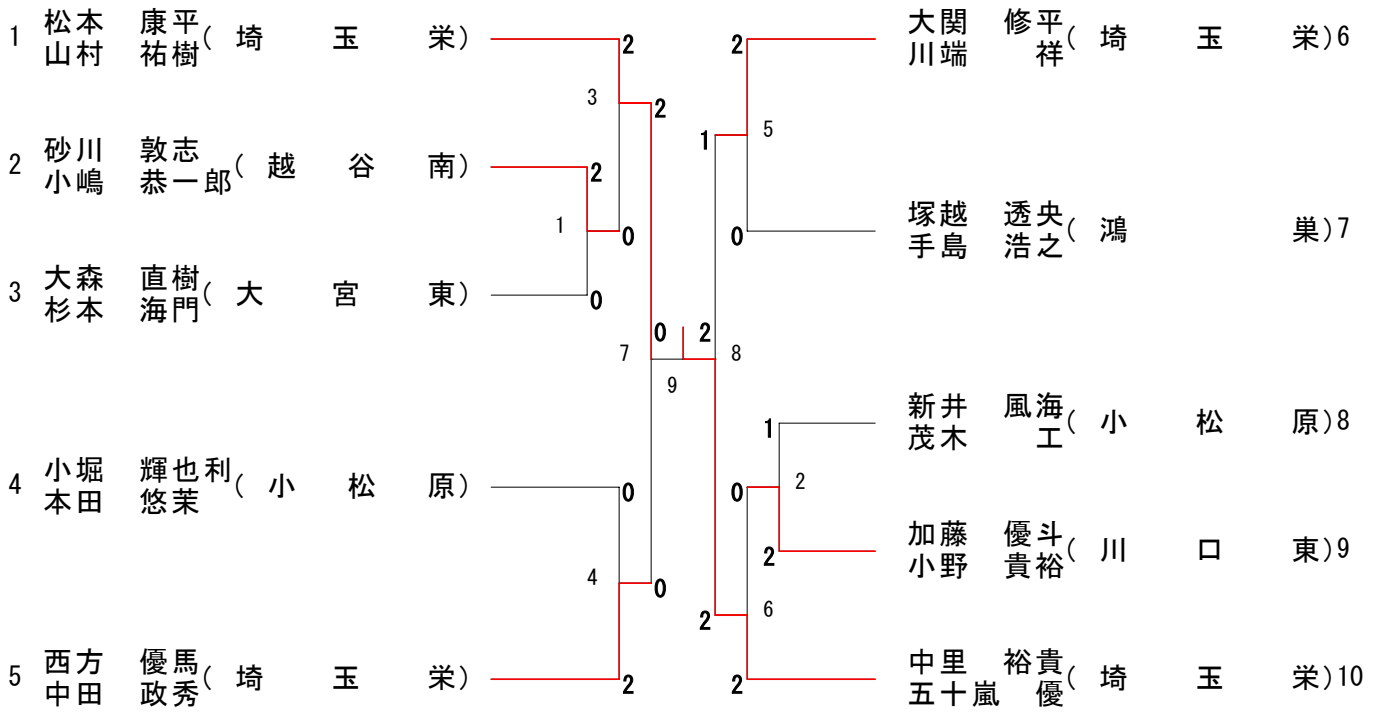 1 松本 康平 (埼玉栄)
山村 祐樹
2 砂川 敦志 (越谷南)
小嶋 恭一郎
3 大森 直樹 (大宮東)
杉本 海門
4 小堀 輝也利 (小松原)
本田 悠茉
5 西方 優馬 (埼玉栄)
中田 政秀
2
3
2
2
1
0
0
7
0
9
2
8
0
4
0
2
2
1
5
0
1
2
0
2
2
6
2
大関 修平 (埼玉栄) 6
川端 祥
塚越 透央 (鴻巣) 7
手島 浩之
新井 風海 (小松原) 8
茂木 工
加藤 優斗 (川口東) 9
小野 貴裕
中里 裕貴 (埼玉栄) 10
五十嵐 優